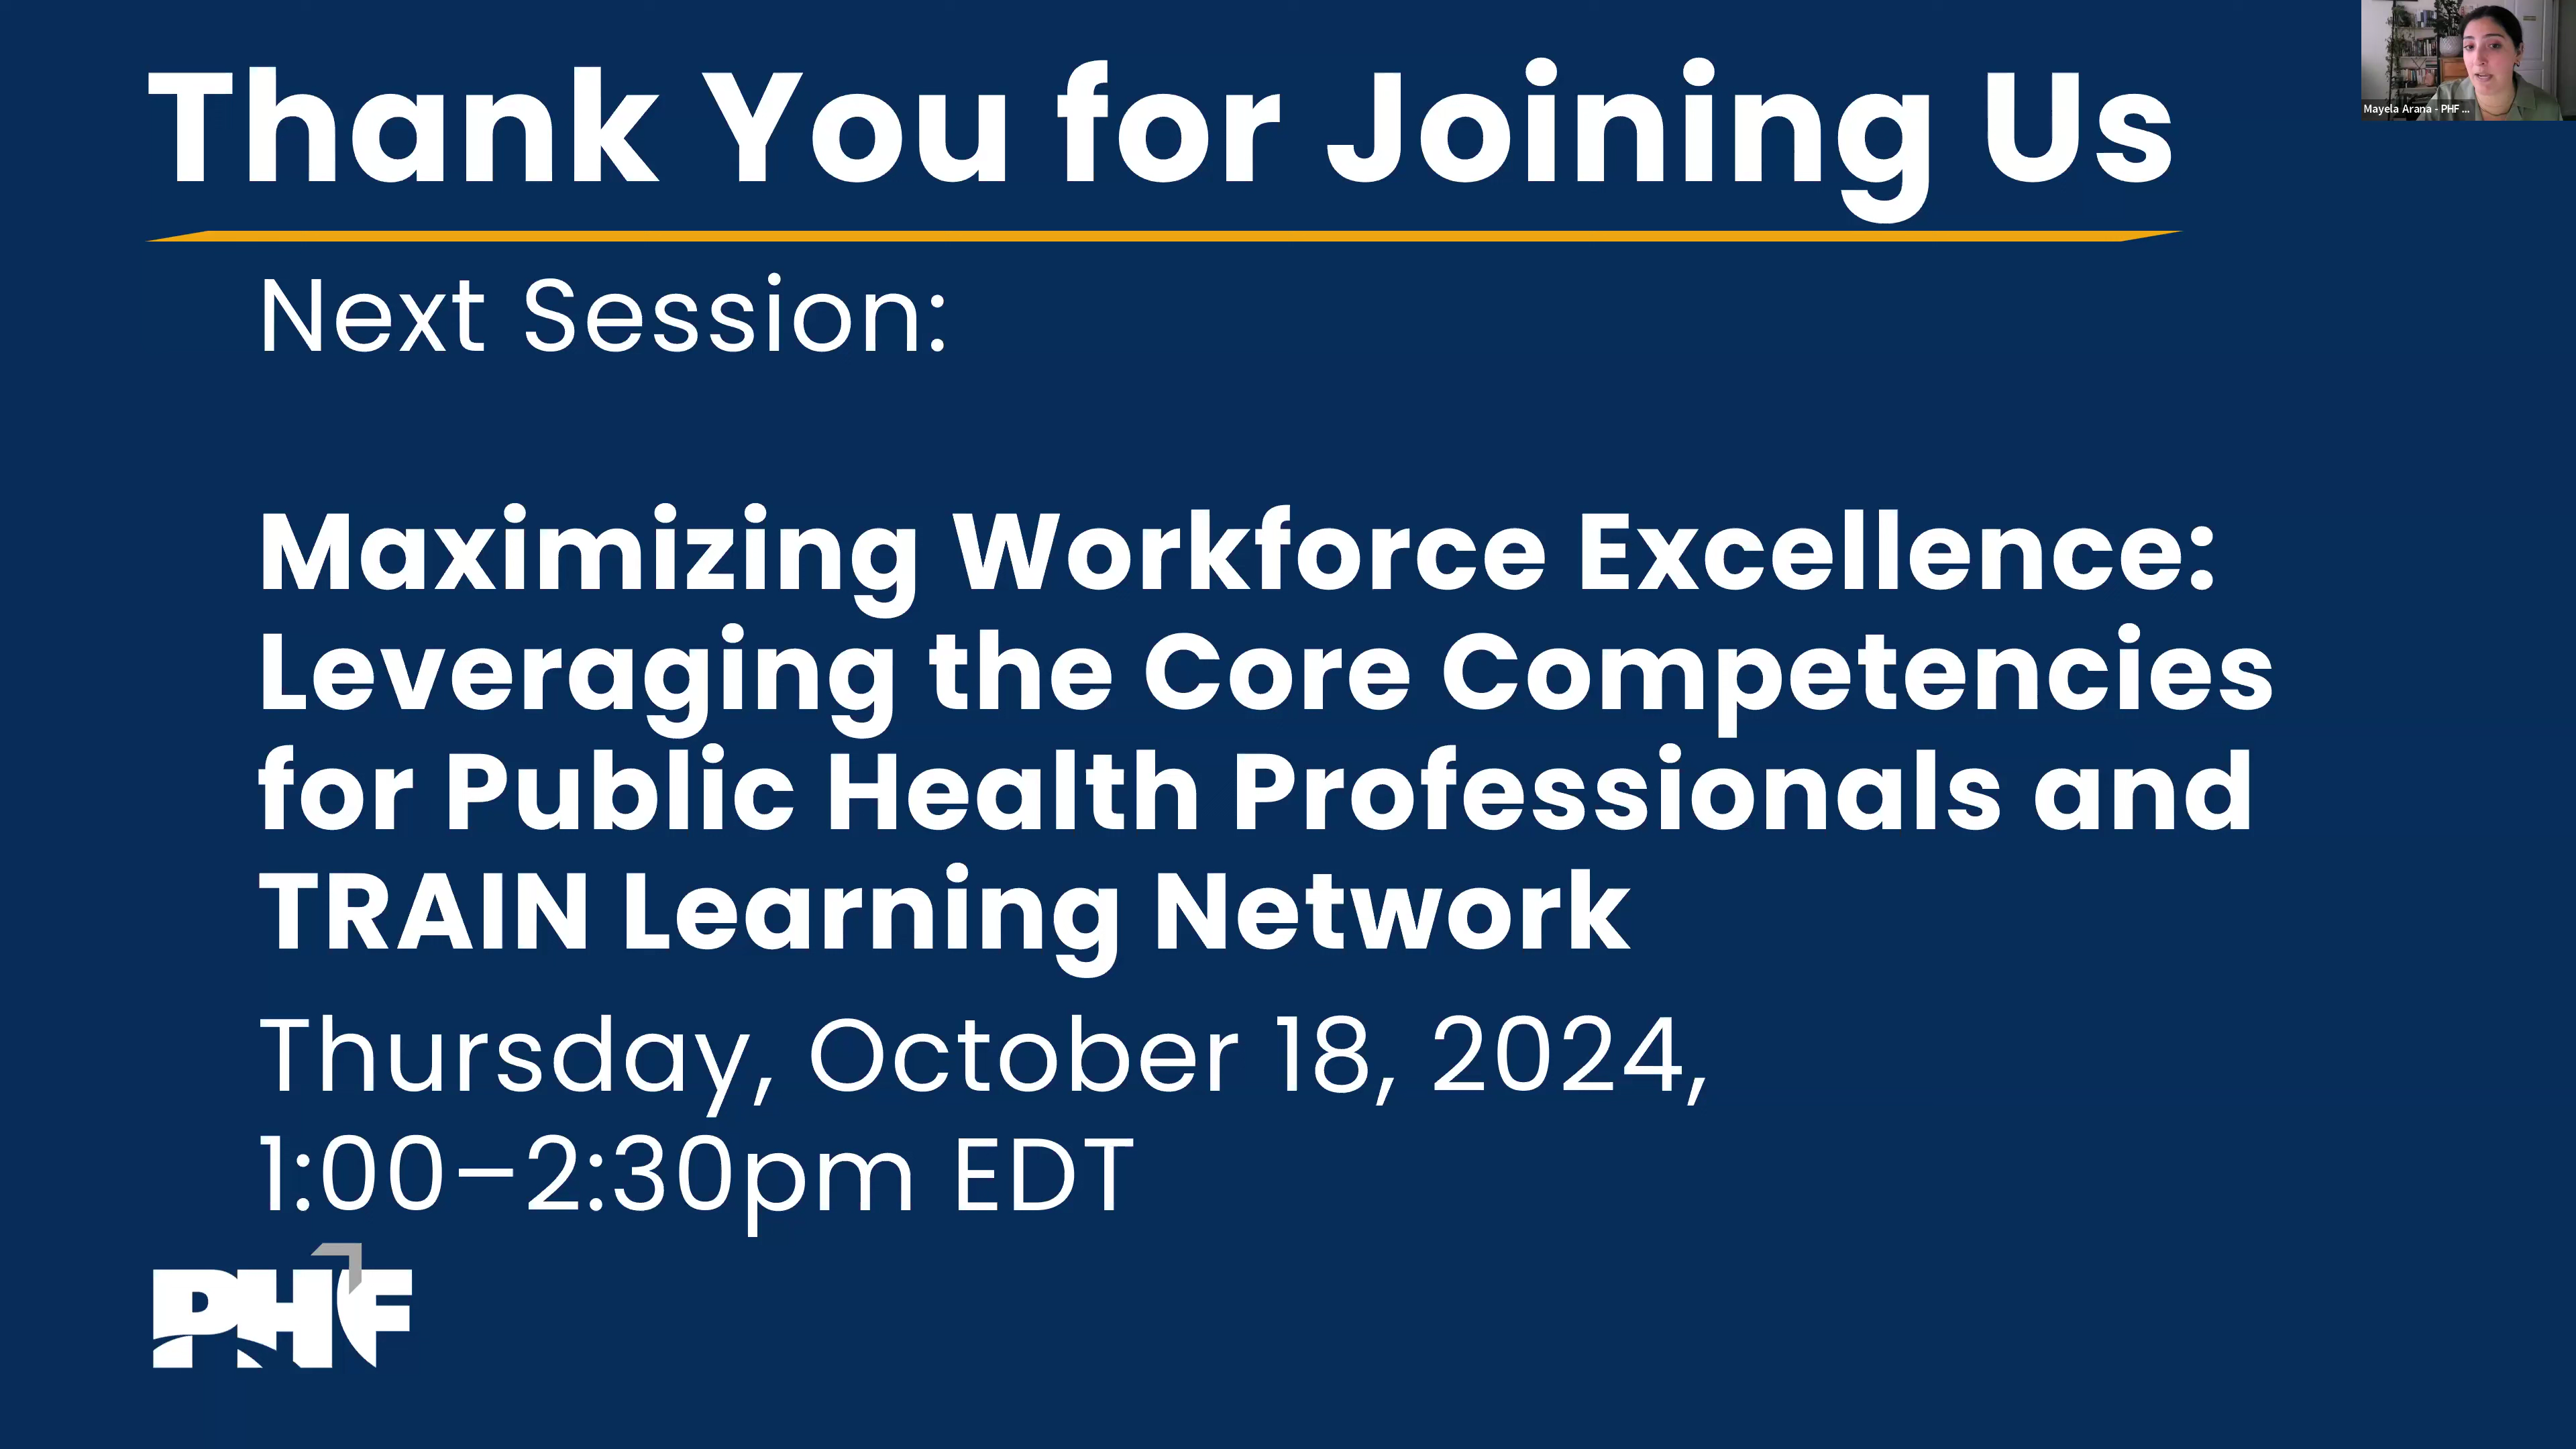 Thank You for Joining Us
Mayela Arana - PHF ...
Next Session:
Maximizing Workforce Excellence:
Leveraging the Core Competencies
for Public Health Professionals and
TRAIN Learning Network
Thursday, October 18, 2024,
1:00–2:30pm EDT
PHF